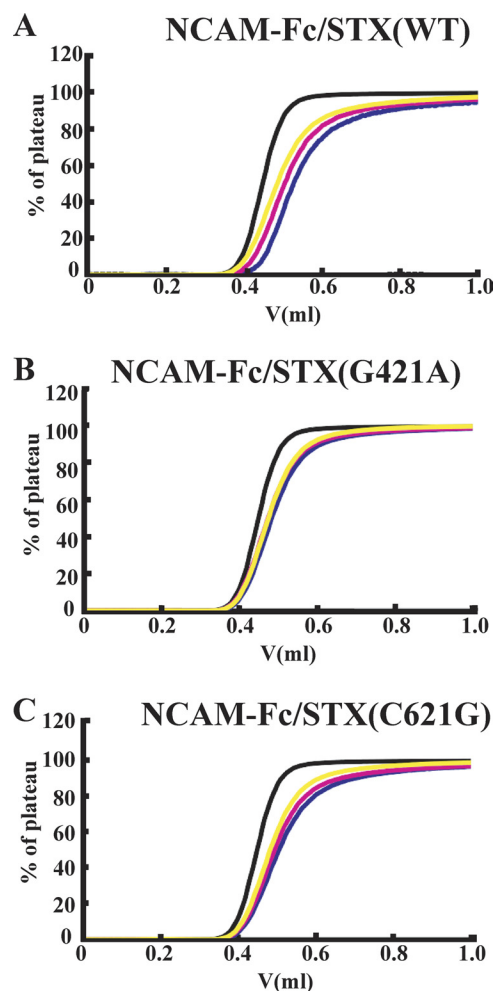 A
NCAM-Fc/STX(WT)
120
100
80
60
40
20
0
% of plateau
0 0.2 0.4 0.6 0.8 1.0
V(ml)
B
NCAM-Fc/STX(G421A)
120
100
80
60
40
20
0
% of plateau
0 0.2 0.4 0.6 0.8 1.0
V(ml)
C
NCAM-Fc/STX(C621G)
120
100
80
60
40
20
0
% of plateau
0 0.2 0.4 0.6 0.8 1.0
V(ml)